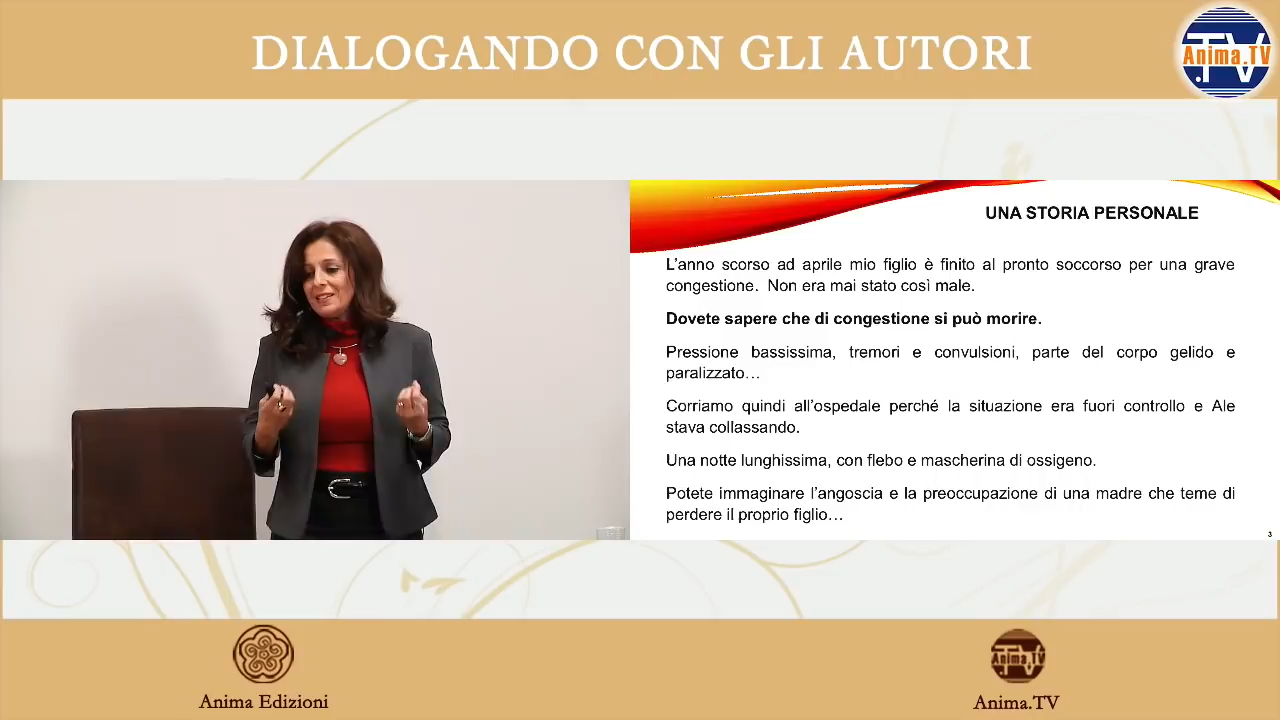 DIALOGANDO CON GLI AUTORI
TV
Anima.TV
UNA STORIA PERSONALE
L'anno scorso ad aprile mio figlio è finito al pronto soccorso per una grave
congestione. Non era mai stato così male.
Dovete sapere che di congestione si può morire.
Pressione bassissima, tremori e convulsioni, parte del corpo gelido e
paralizzato…
Corriamo quindi all'ospedale perché la situazione era fuori controllo e Ale
stava collassando.
Una notte lunghissima, con flebo e mascherina di ossigeno.
Potete immaginare l'angoscia e la preoccupazione di una madre che teme di
perdere il proprio figlio…
3
Anima.TV
Anima Edizioni
Anima.TV